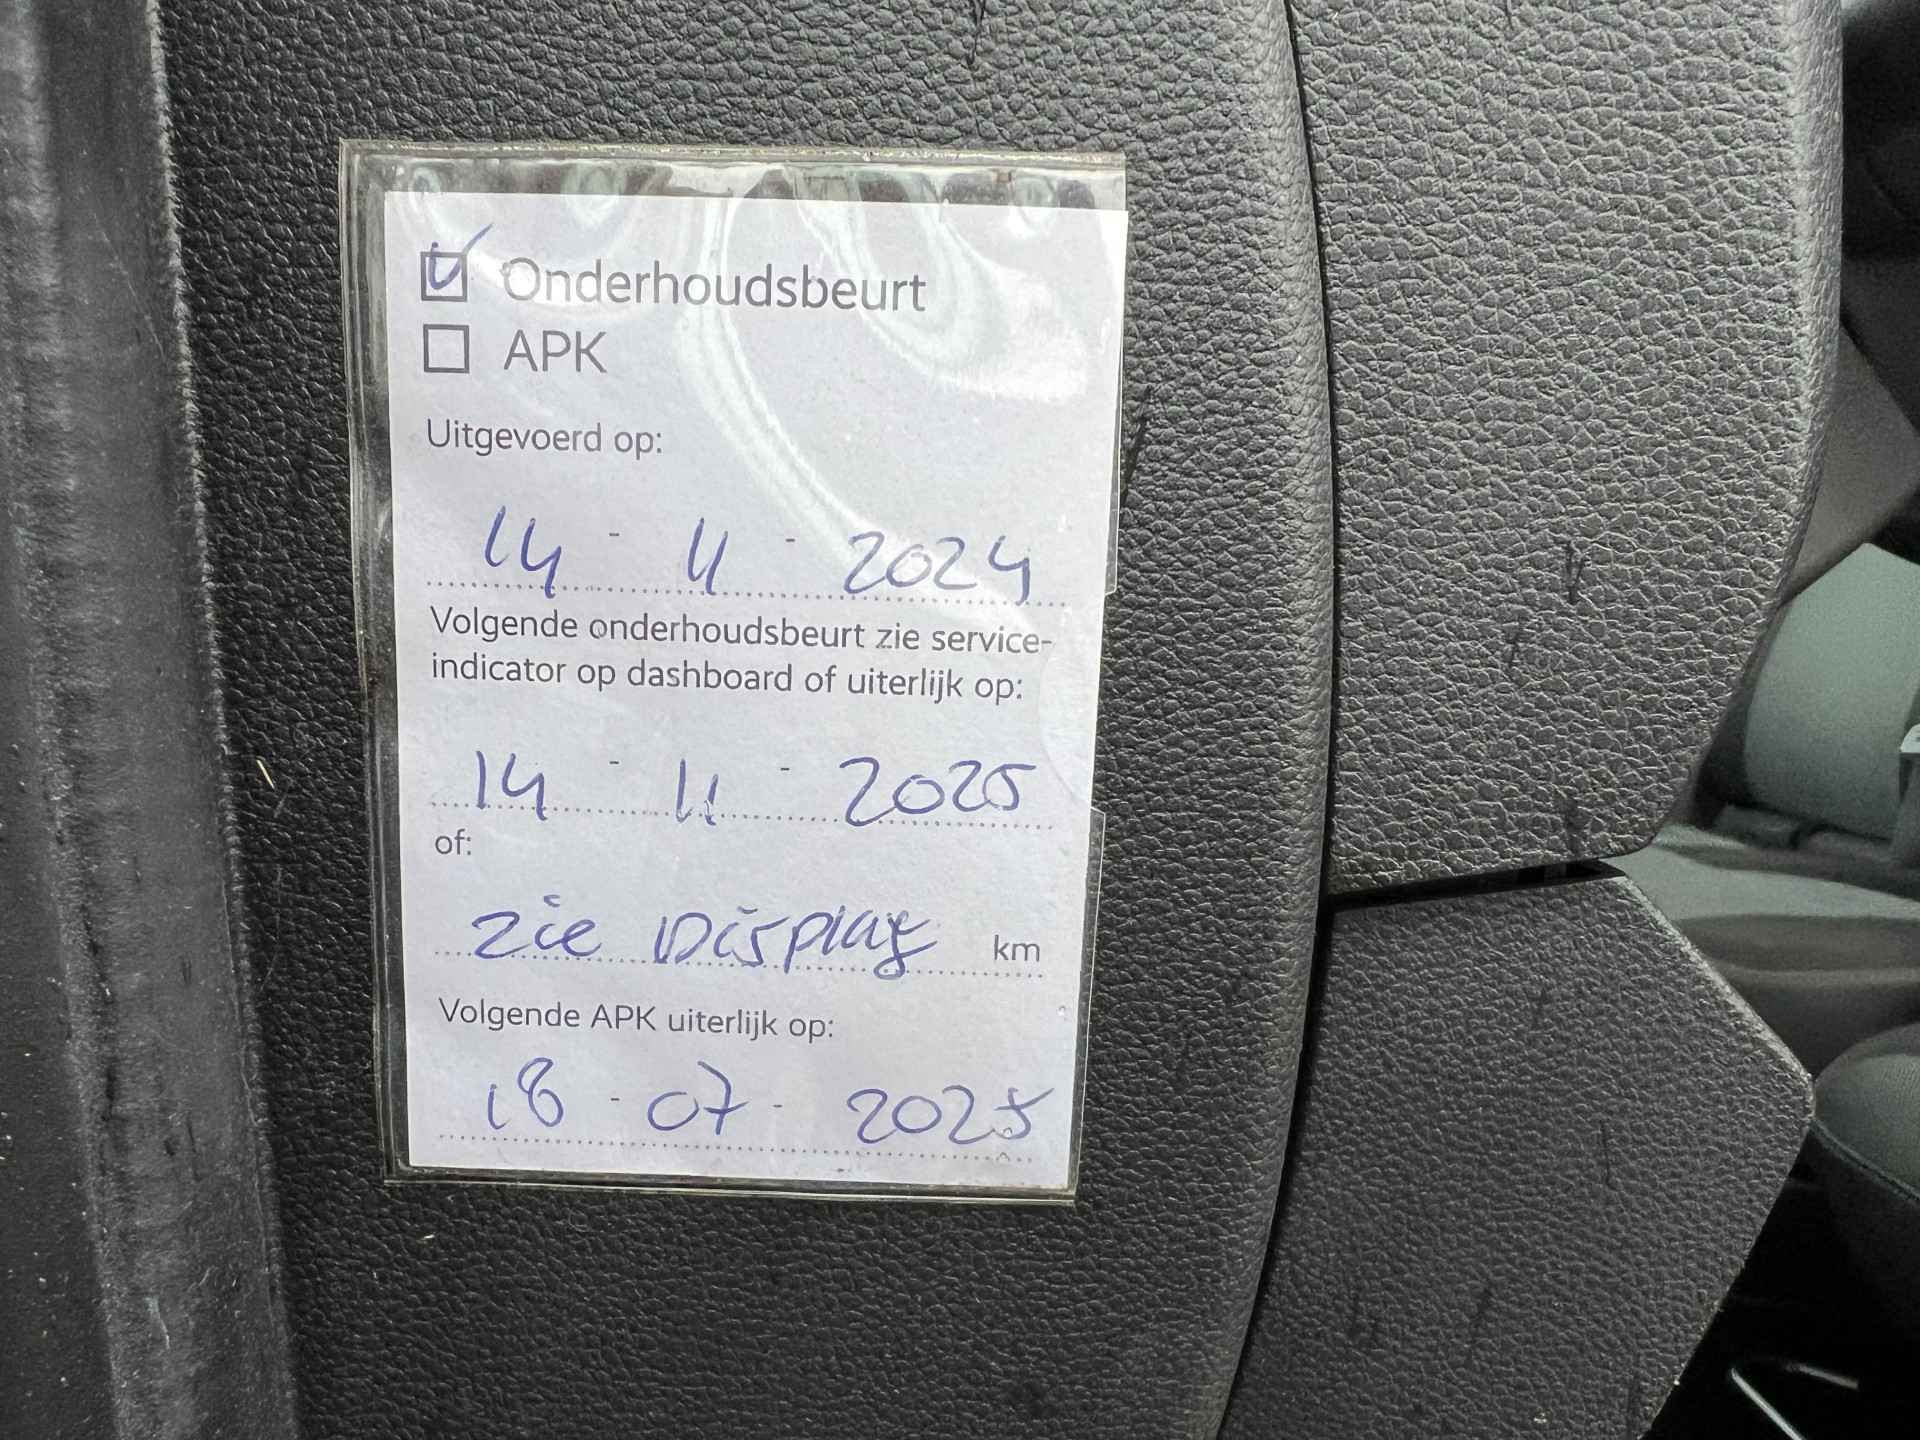 Onderhoudsbeurt
APK
Uitgevoerd op:
14 - 11 - 2024
Volgende onderhoudsbeurt zie service-
indicator op dashboard of uiterlijk op:
14 - 11 - 2025
of:
zie Display km
Volgende APK uiterlijk op:
18 - 07 - 2025